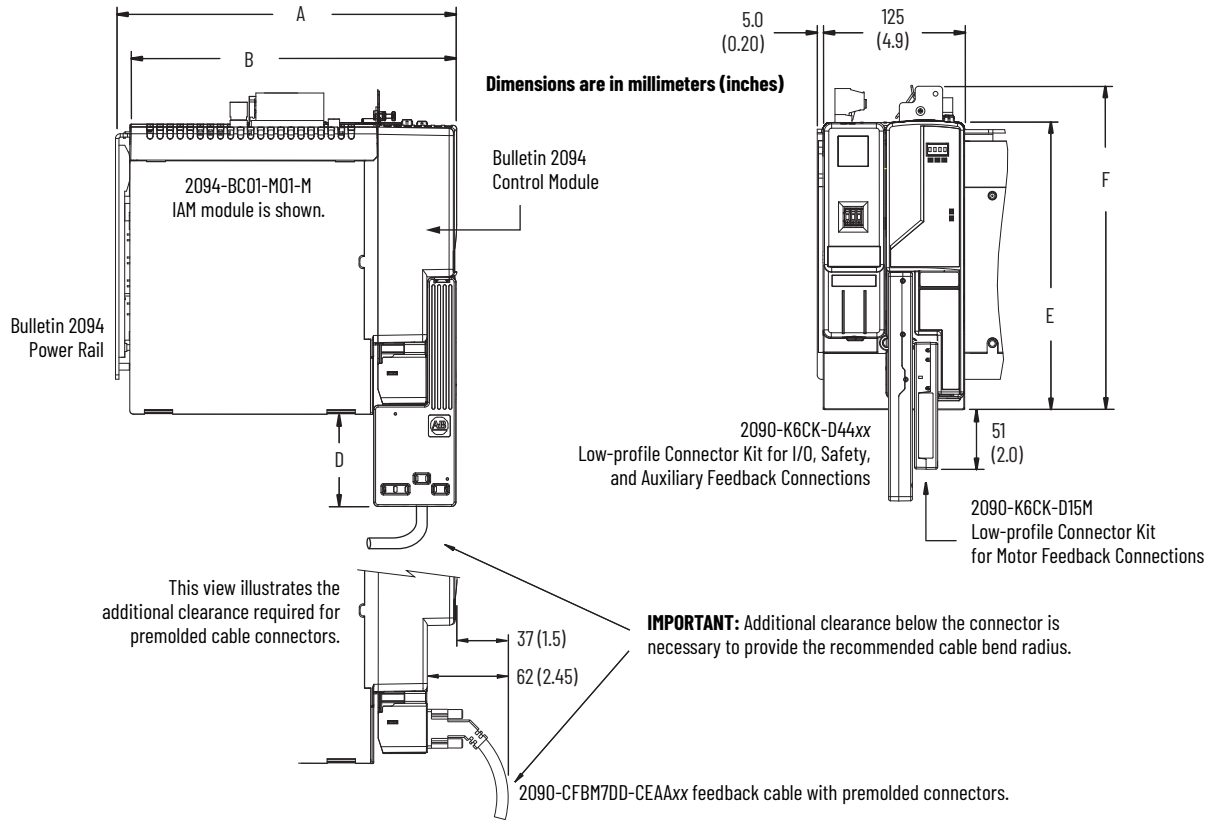 A
B
Dimensions are in millimeters (inches)
5.0
(0.20)
125
(4.9)
2094-BC01-M01-M
IAM module is shown.
Bulletin 2094
Control Module
Bulletin 2094
Power Rail
D
AB
F
E
51
(2.0)
2090-K6CK-D44xx
Low-profile Connector Kit for I/O, Safety,
and Auxiliary Feedback Connections
2090-K6CK-D15M
Low-profile Connector Kit
for Motor Feedback Connections
This view illustrates the
additional clearance required for
premolded cable connectors.
37 (1.5)
62 (2.45)
IMPORTANT: Additional clearance below the connector is
necessary to provide the recommended cable bend radius.
2090-CFBM7DD-CEAAxx feedback cable with premolded connectors.